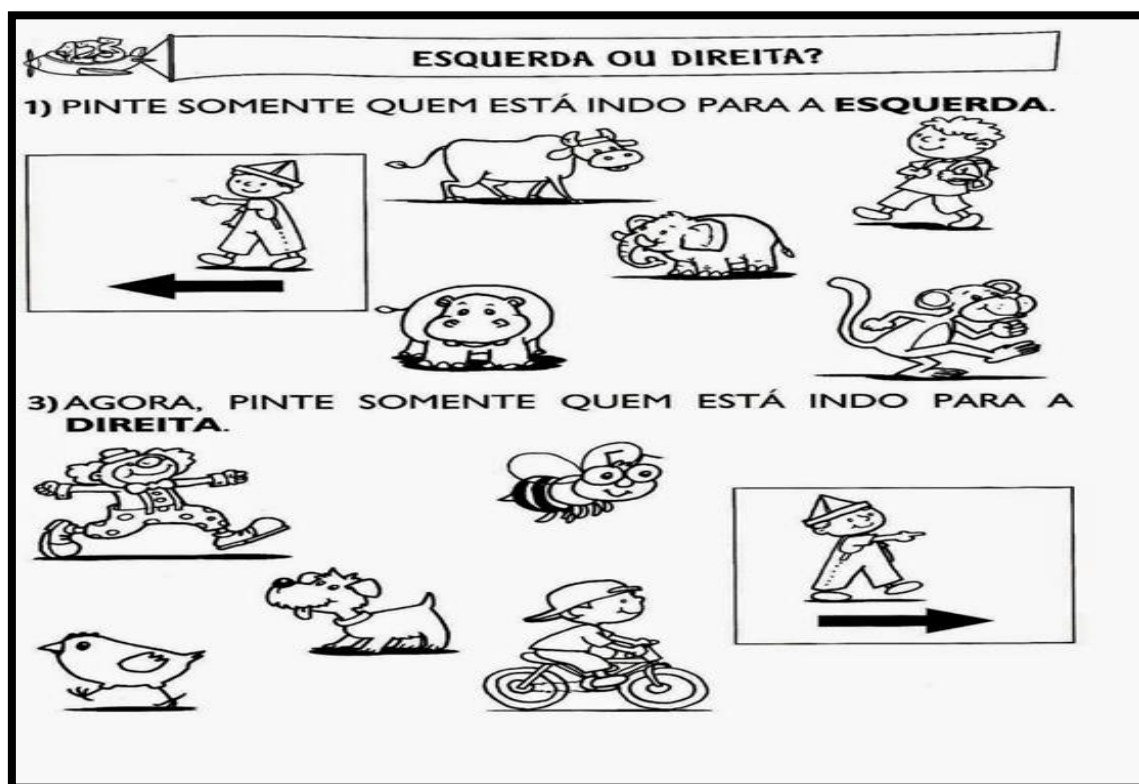 123
ESQUERDA OU DIREITA?
1) PINTE SOMENTE QUEM ESTÁ INDO PARA A ESQUERDA.
3) AGORA, PINTE SOMENTE QUEM ESTÁ INDO PARA A
DIREITA.